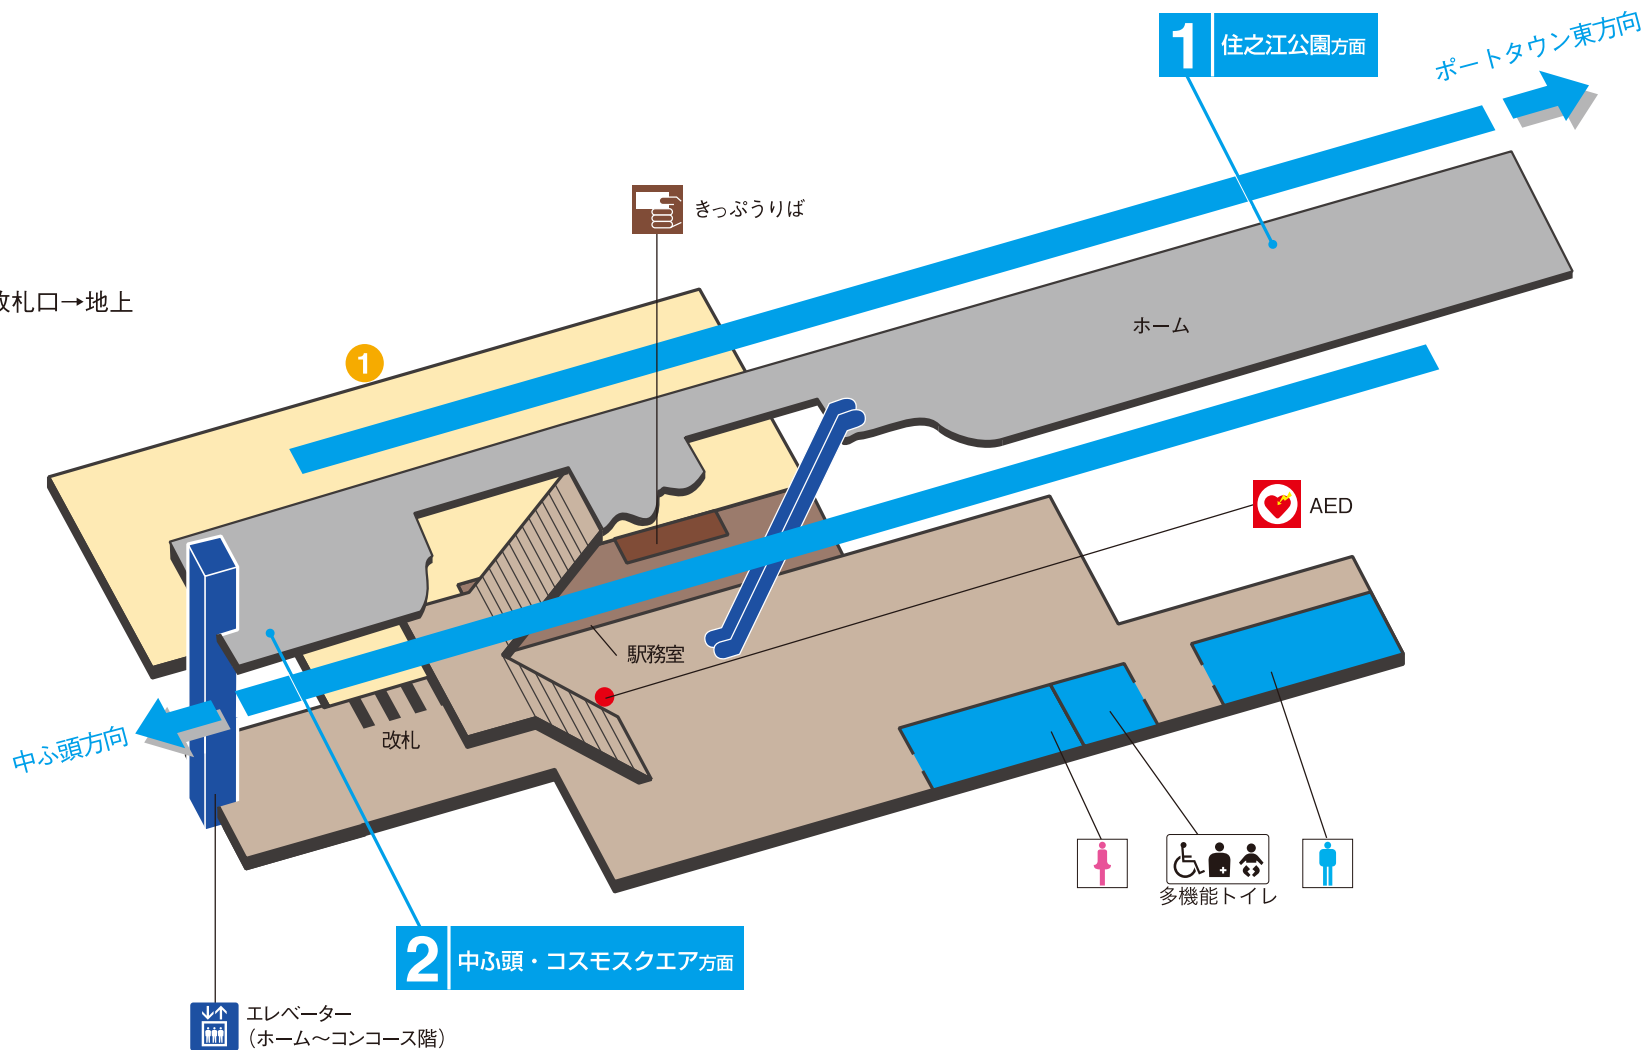 1 住之江公園方面
ポートタウン東方向
きっぷうりば
改札口→地上
1
ホーム
AED
駅務室
改札
中ふ頭方向
多機能トイレ
2 中ふ頭・コスモスクエア方面
エレベーター
（ホーム〜コンコース階）